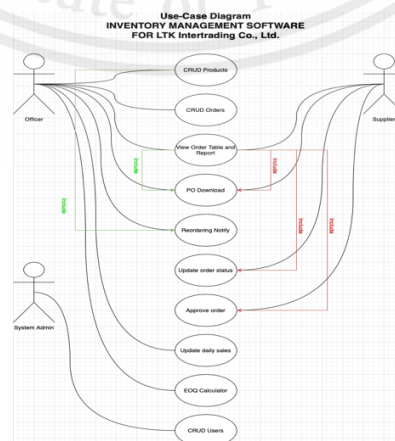 Use-Case Diagram
INVENTORY MANAGEMENT SOFTWARE
FOR LTK Intertrading Co., Ltd.
CRUD Products
Officer
Supplier
CRUD Orders
View Order Table and
Report
include
include
PO Download
include
include
include
Reordering Notify
Update order status
System Admin
Approve order
Update daily sales
EOQ Calculator
CRUD Users